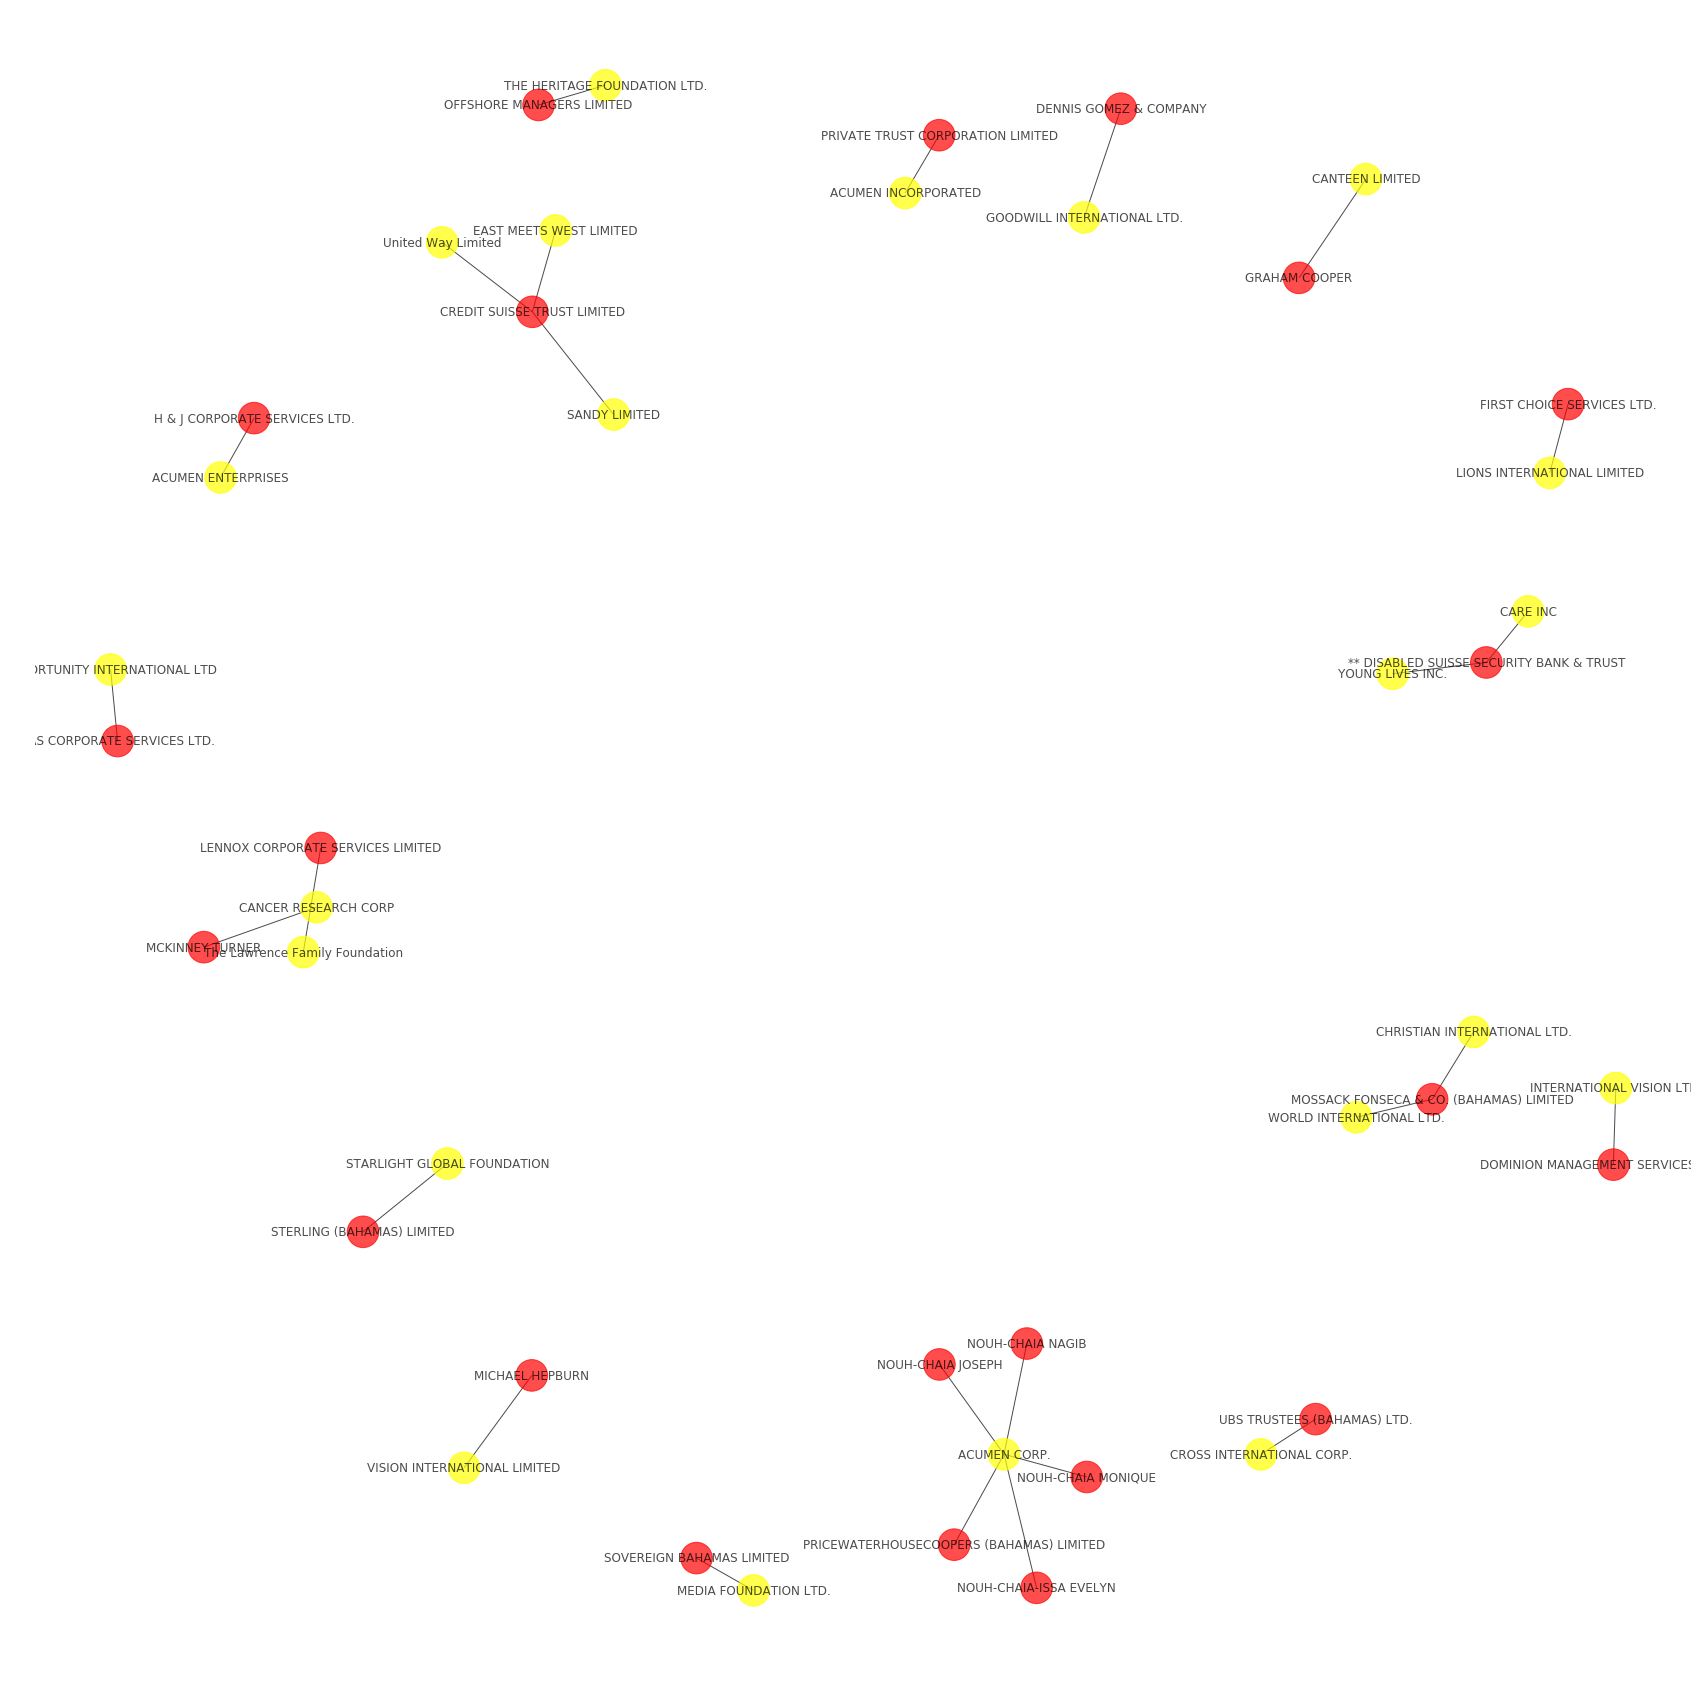 THE HERITAGE FOUNDATION LTD.
OFFSHORE MANAGERS LIMITED
DENNIS GOMEZ & COMPANY
PRIVATE TRUST CORPORATION LIMITED
CANTEEN LIMITED
ACUMEN INCORPORATED
GOODWILL INTERNATIONAL LTD.
EAST MEETS WEST LIMITED
United Way Limited
GRAHAM COOPER
CREDIT SUISSE TRUST LIMITED
FIRST CHOICE SERVICES LTD.
SANDY LIMITED
H & J CORPORATE SERVICES LTD.
LIONS INTERNATIONAL LIMITED
ACUMEN ENTERPRISES
CARE INC
** DISABLED SUISSE SECURITY BANK & TRUST
INTERNATIONAL LTD
YOUNG LIVES INC.
CORPORATE SERVICES LTD.
LENNOX CORPORATE SERVICES LIMITED
CANCER RESEARCH CORP
MCKINNEY TURNER
The Lawrence Family Foundation
CHRISTIAN INTERNATIONAL LTD.
INTERNATIONAL VISION
MOSSACK FONSECA & CO. (BAHAMAS) LIMITED
WORLD INTERNATIONAL LTD.
STARLIGHT GLOBAL FOUNDATION
DOMINION MANAGEMENT SERVICES
STERLING (BAHAMAS) LIMITED
NOUH-CHAIA NAGIB
NOUH-CHAIA JOSEPH
MICHAEL HEPBURN
UBS TRUSTEES (BAHAMAS) LTD.
ACUMEN CORP.
CROSS INTERNATIONAL CORP.
VISION INTERNATIONAL LIMITED
NOUH-CHAIA MONIQUE
PRICEWATERHOUSECOOPERS (BAHAMAS) LIMITED
SOVEREIGN BAHAMAS LIMITED
NOUH-CHAIA-ISSA EVELYN
MEDIA FOUNDATION LTD.